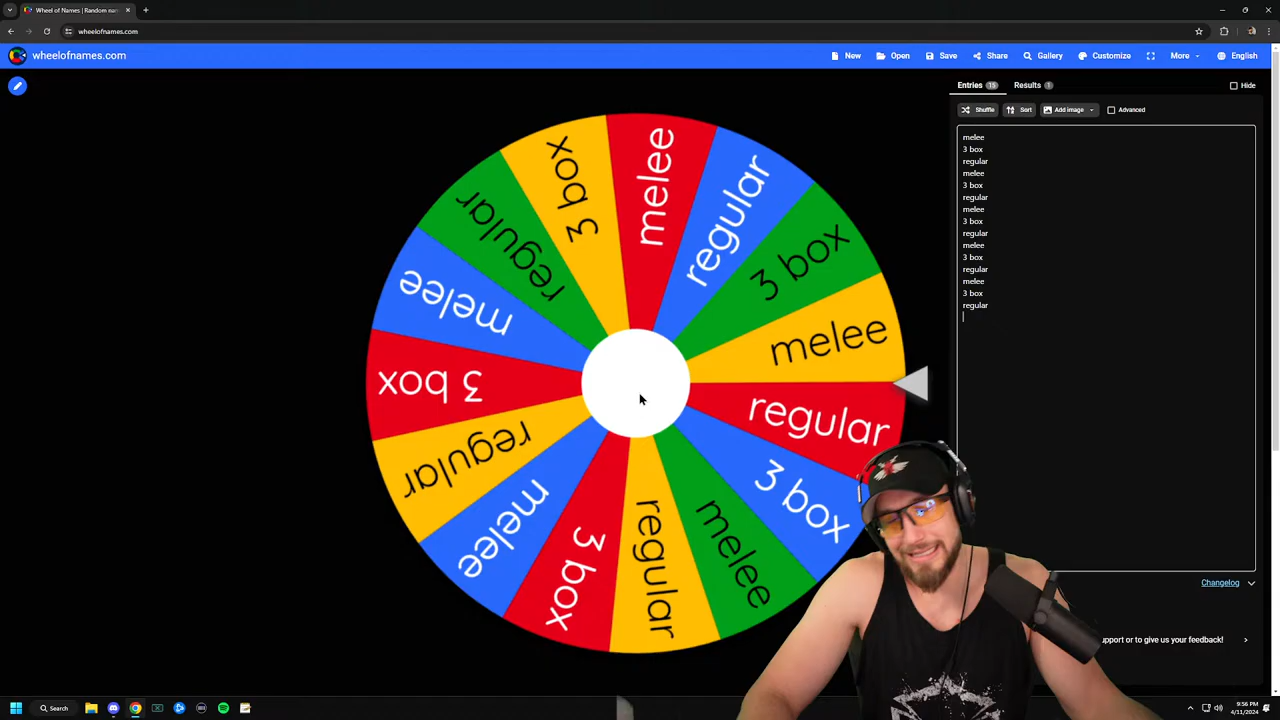 Wheel of Names | Random nam
wheelofnames.com
wheelofnames.com
New
Open
Save
Share
Gallery
Customize
More
English
Entries 15
Results 1
Hide
Shuffle
Sort
Add image
Advanced
melee
3 box
regular
melee
3 box
regular
melee
3 box
regular
melee
3 box
regular
melee
3 box
regular
melee
regular
3 box
melee
regular
3 box
melee
regular
3 box
melee
regular
3 box
melee
regular
3 box
Changelog
support or to give us your feedback!
Search
9:56 PM
4/11/2024